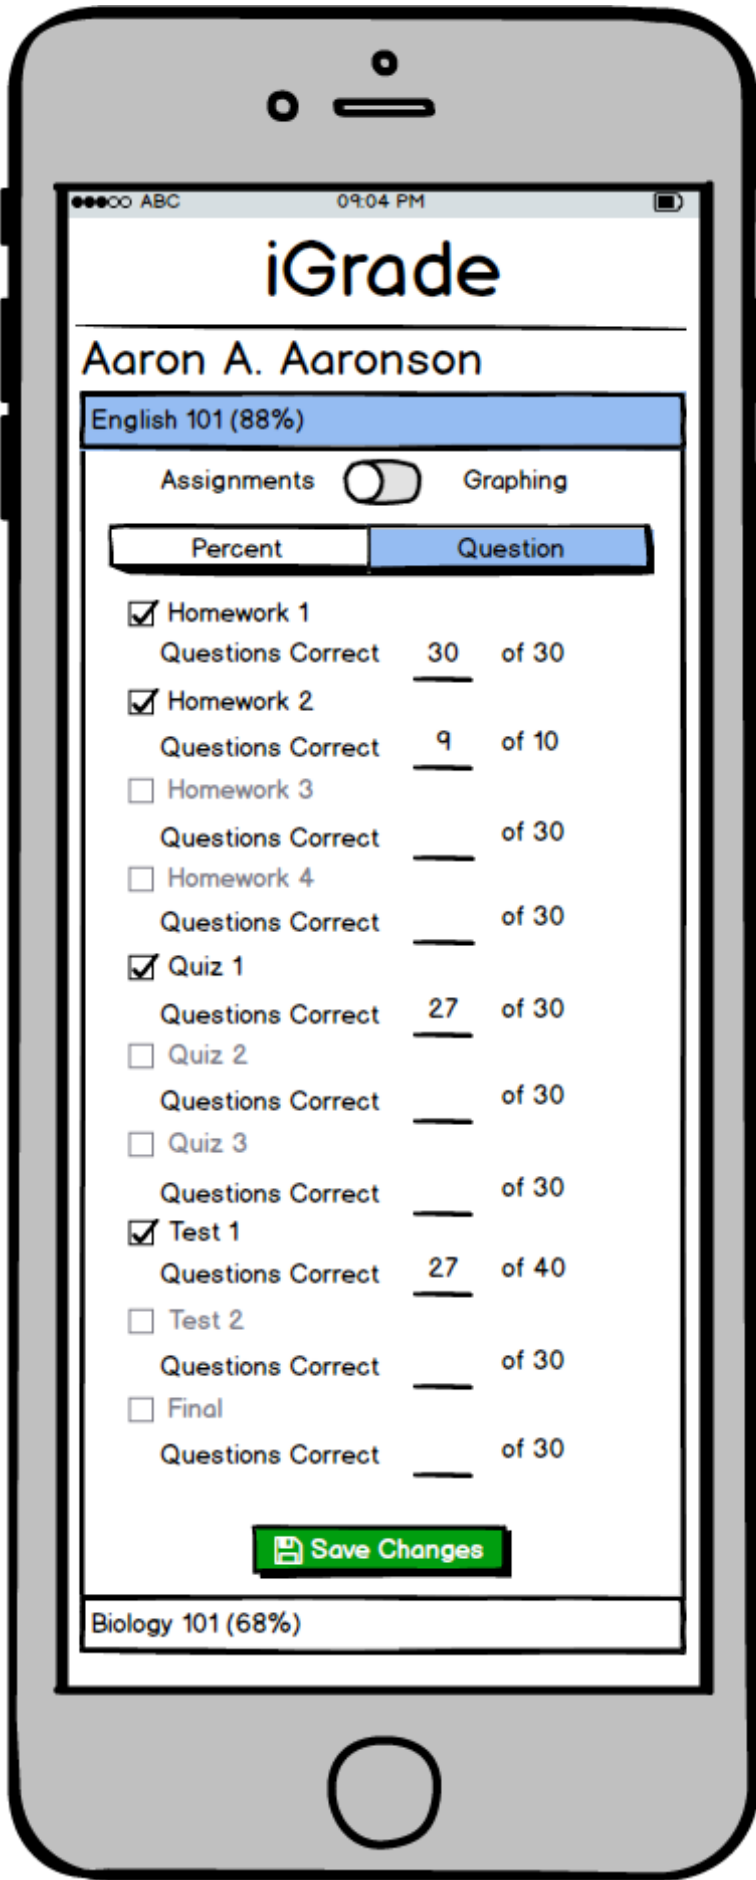 ABC 09:04 PM
iGrade
Aaron A. Aaronson
English 101 (88%)
Assignments Graphing
Percent Question
Homework 1
Questions Correct 30 of 30
Homework 2
Questions Correct 9 of 10
Homework 3
Questions Correct of 30
Homework 4
Questions Correct of 30
Quiz 1
Questions Correct 27 of 30
Quiz 2
Questions Correct of 30
Quiz 3
Questions Correct of 30
Test 1
Questions Correct 27 of 40
Test 2
Questions Correct of 30
Final
Questions Correct of 30
Save Changes
Biology 101 (68%)